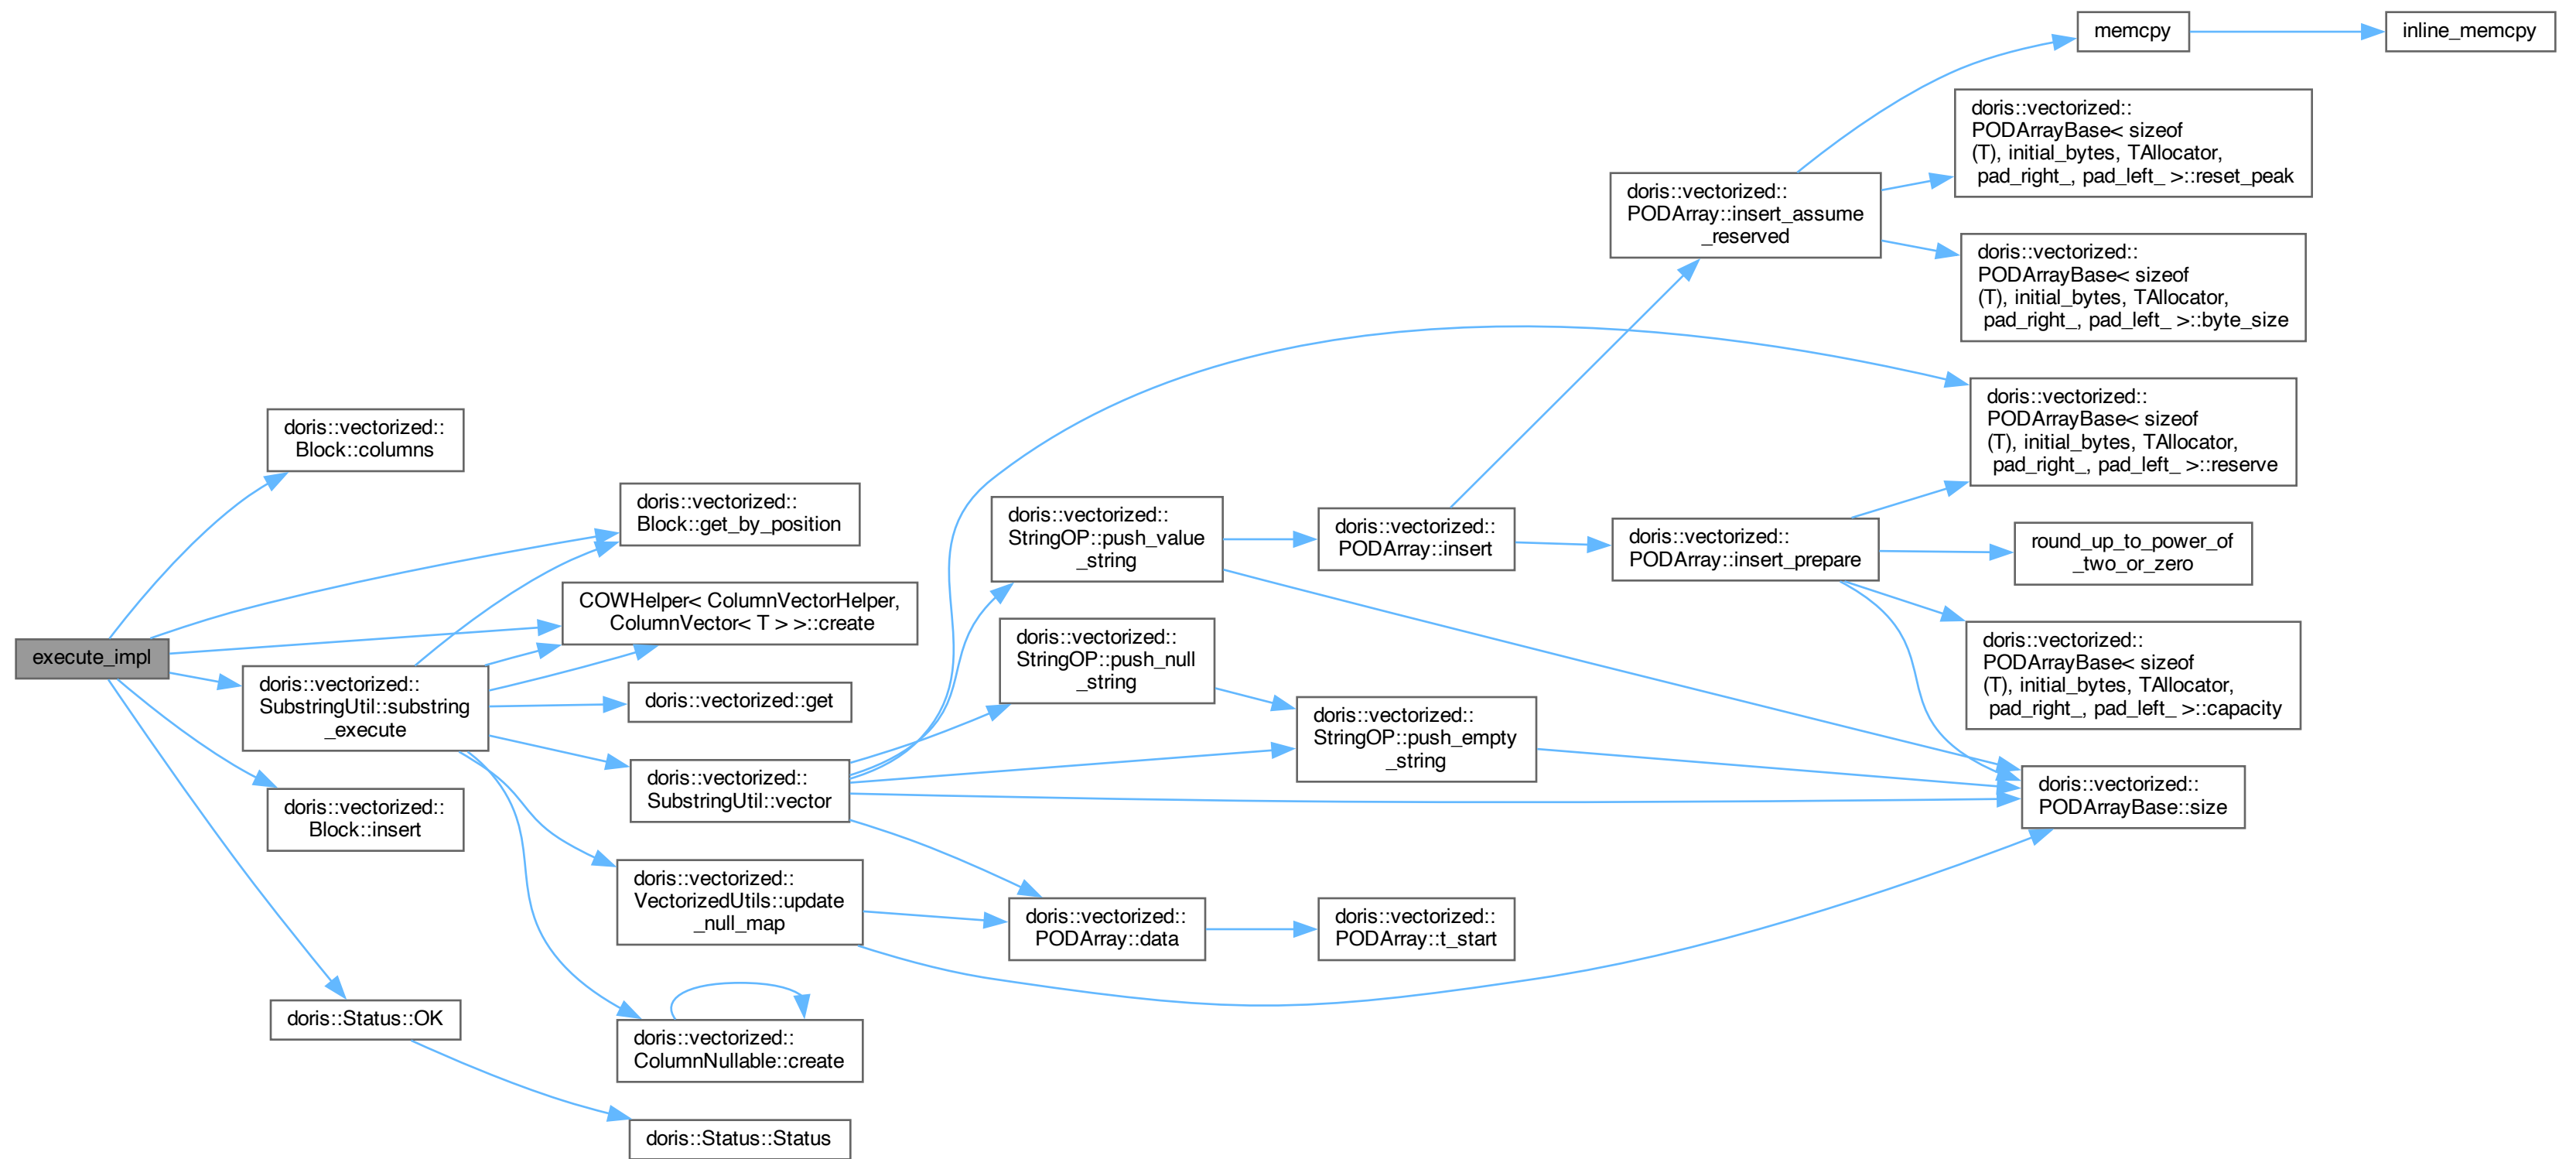 execute_impl
doris::vectorized::
Block::columns
doris::vectorized::
SubstringUtil::substring
_execute
doris::vectorized::
Block::insert
doris::Status::OK
doris::vectorized::
Block::get_by_position
COWHelper< ColumnVectorHelper,
ColumnVector< T > >::create
doris::vectorized::get
doris::vectorized::
SubstringUtil::vector
doris::vectorized::
VectorizedUtils::update
_null_map
doris::vectorized::
ColumnNullable::create
doris::Status::Status
doris::vectorized::
StringOP::push_value
_string
doris::vectorized::
StringOP::push_null
_string
doris::vectorized::
PODArray::data
doris::vectorized::
PODArray::insert
doris::vectorized::
StringOP::push_empty
_string
doris::vectorized::
PODArray::t_start
doris::vectorized::
PODArray::insert_assume
_reserved
doris::vectorized::
PODArray::insert_prepare
memcpy
doris::vectorized::
PODArrayBase< sizeof
(T), initial_bytes, TAllocator,
pad_right_, pad_left_ >::reset_peak
doris::vectorized::
PODArrayBase< sizeof
(T), initial_bytes, TAllocator,
pad_right_, pad_left_ >::byte_size
doris::vectorized::
PODArrayBase< sizeof
(T), initial_bytes, TAllocator,
pad_right_, pad_left_ >::reserve
round_up_to_power_of
_two_or_zero
doris::vectorized::
PODArrayBase< sizeof
(T), initial_bytes, TAllocator,
pad_right_, pad_left_ >::capacity
doris::vectorized::
PODArrayBase::size
inline_memcpy